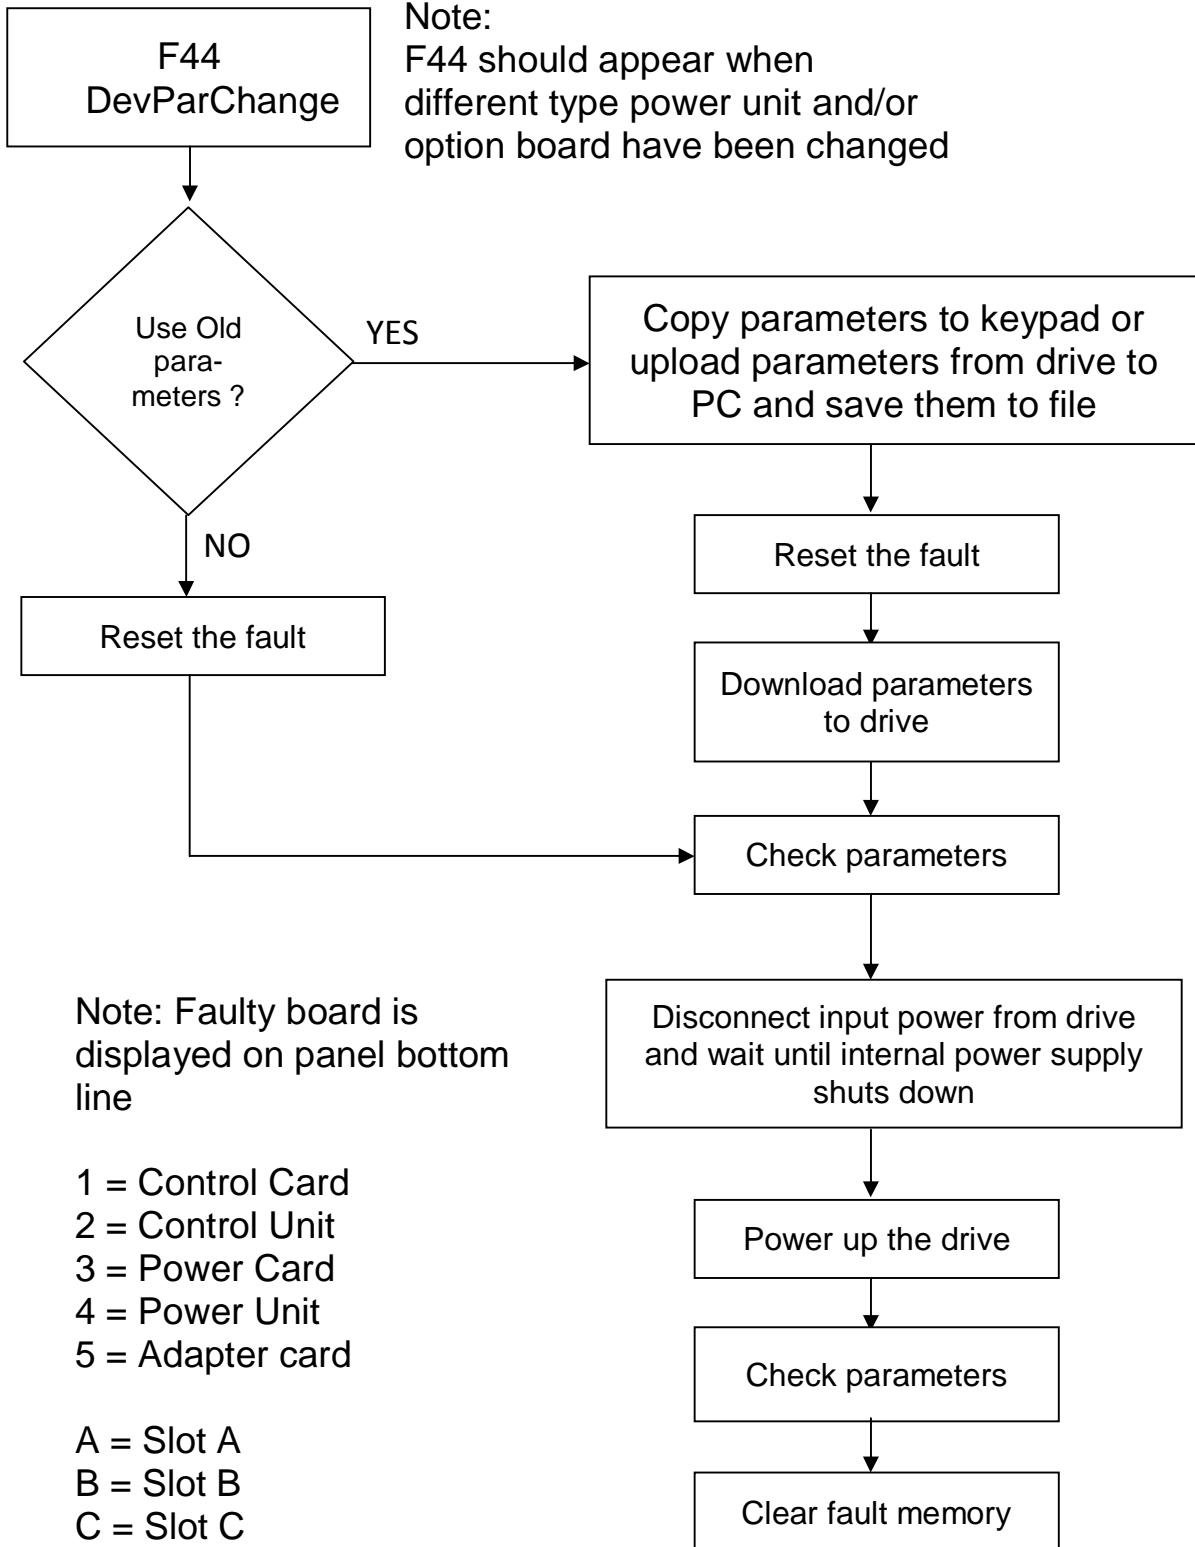 F44
DevParChange
Note:
F44 should appear when
different type power unit and/or
option board have been changed
Use Old
para-
meters ?
YES
Copy parameters to keypad or
upload parameters from drive to
PC and save them to file
NO
Reset the fault
Reset the fault
Download parameters
to drive
Check parameters
Disconnect input power from drive
and wait until internal power supply
shuts down
Power up the drive
Check parameters
Clear fault memory
Note: Faulty board is
displayed on panel bottom
line
1 = Control Card
2 = Control Unit
3 = Power Card
4 = Power Unit
5 = Adapter card
A = Slot A
B = Slot B
C = Slot C